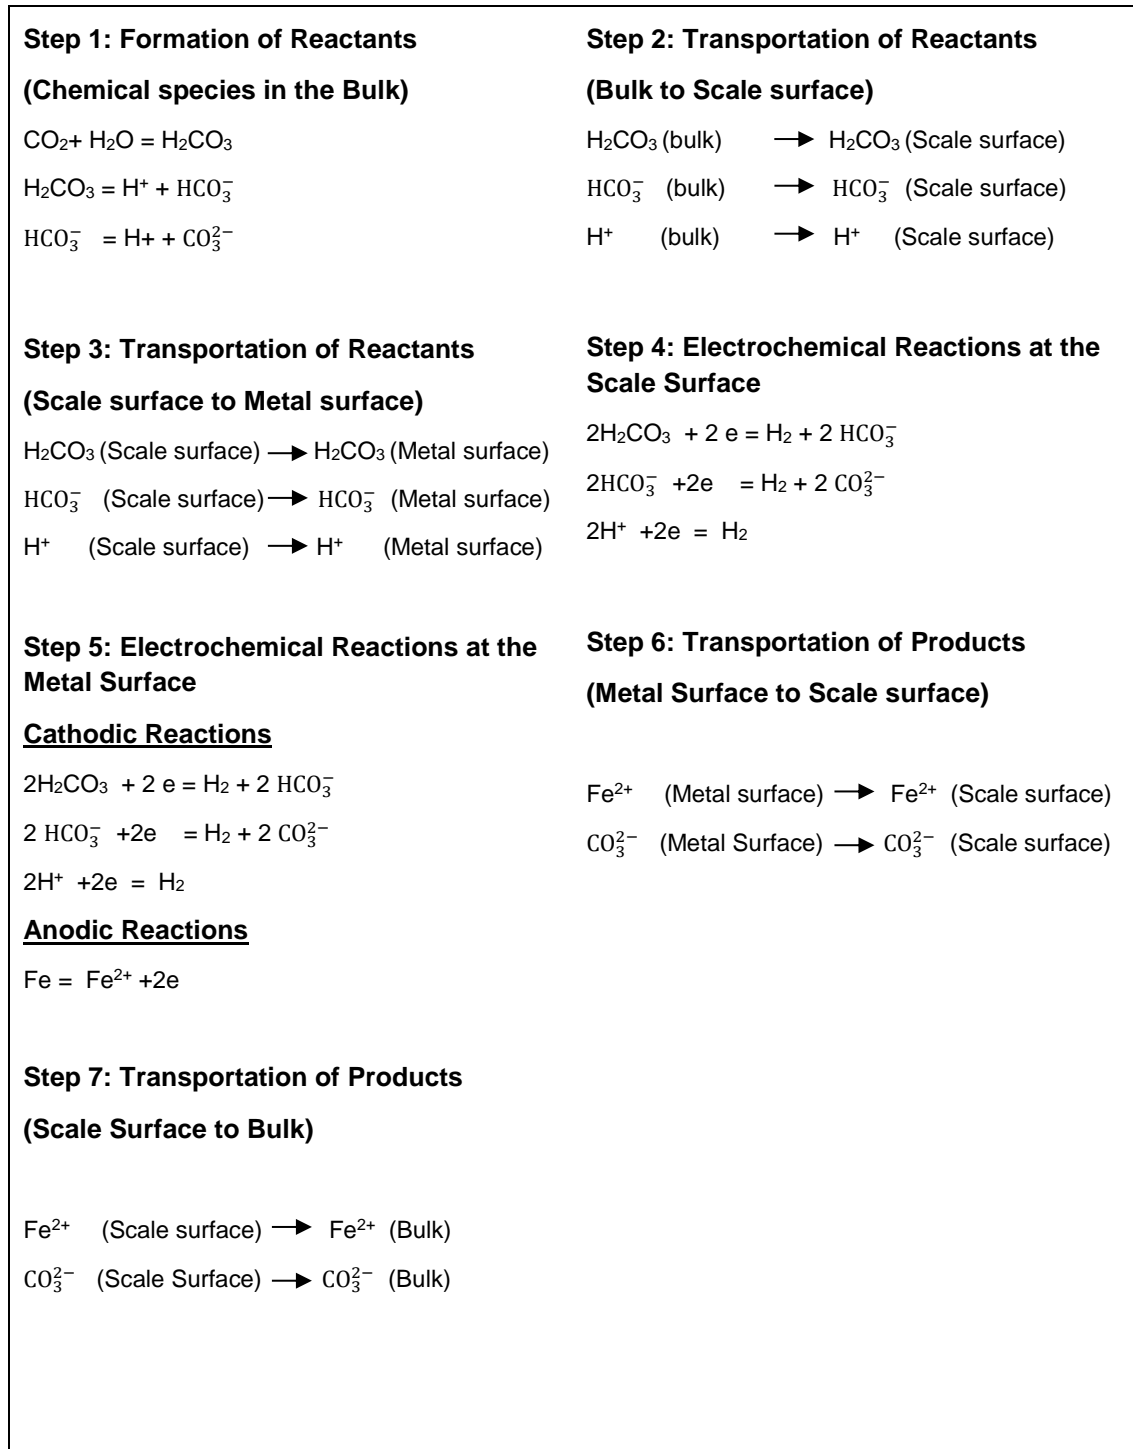 Step 1: Formation of Reactants
(Chemical species in the Bulk)
CO₂+ H₂O = H₂CO₃
H₂CO₃ = H⁺ + HCO₃⁻
HCO₃⁻ = H+ + CO₃²⁻
Step 2: Transportation of Reactants
(Bulk to Scale surface)
H₂CO₃ (bulk) → H₂CO₃ (Scale surface)
HCO₃⁻ (bulk) → HCO₃⁻ (Scale surface)
H⁺ (bulk) → H⁺ (Scale surface)
Step 3: Transportation of Reactants
(Scale surface to Metal surface)
H₂CO₃ (Scale surface) → H₂CO₃ (Metal surface)
HCO₃⁻ (Scale surface) → HCO₃⁻ (Metal surface)
H⁺ (Scale surface) → H⁺ (Metal surface)
Step 4: Electrochemical Reactions at the
Scale Surface
2H₂CO₃ + 2 e = H₂ + 2 HCO₃⁻
2HCO₃⁻ +2e = H₂ + 2 CO₃²⁻
2H⁺ +2e = H₂
Step 5: Electrochemical Reactions at the
Metal Surface
Cathodic Reactions
2H₂CO₃ + 2 e = H₂ + 2 HCO₃⁻
2 HCO₃⁻ +2e = H₂ + 2 CO₃²⁻
2H⁺ +2e = H₂
Anodic Reactions
Fe = Fe²⁺ +2e
Step 6: Transportation of Products
(Metal Surface to Scale surface)
Fe²⁺ (Metal surface) → Fe²⁺ (Scale surface)
CO₃²⁻ (Metal Surface) → CO₃²⁻ (Scale surface)
Step 7: Transportation of Products
(Scale Surface to Bulk)
Fe²⁺ (Scale surface) → Fe²⁺ (Bulk)
CO₃²⁻ (Scale Surface) → CO₃²⁻ (Bulk)